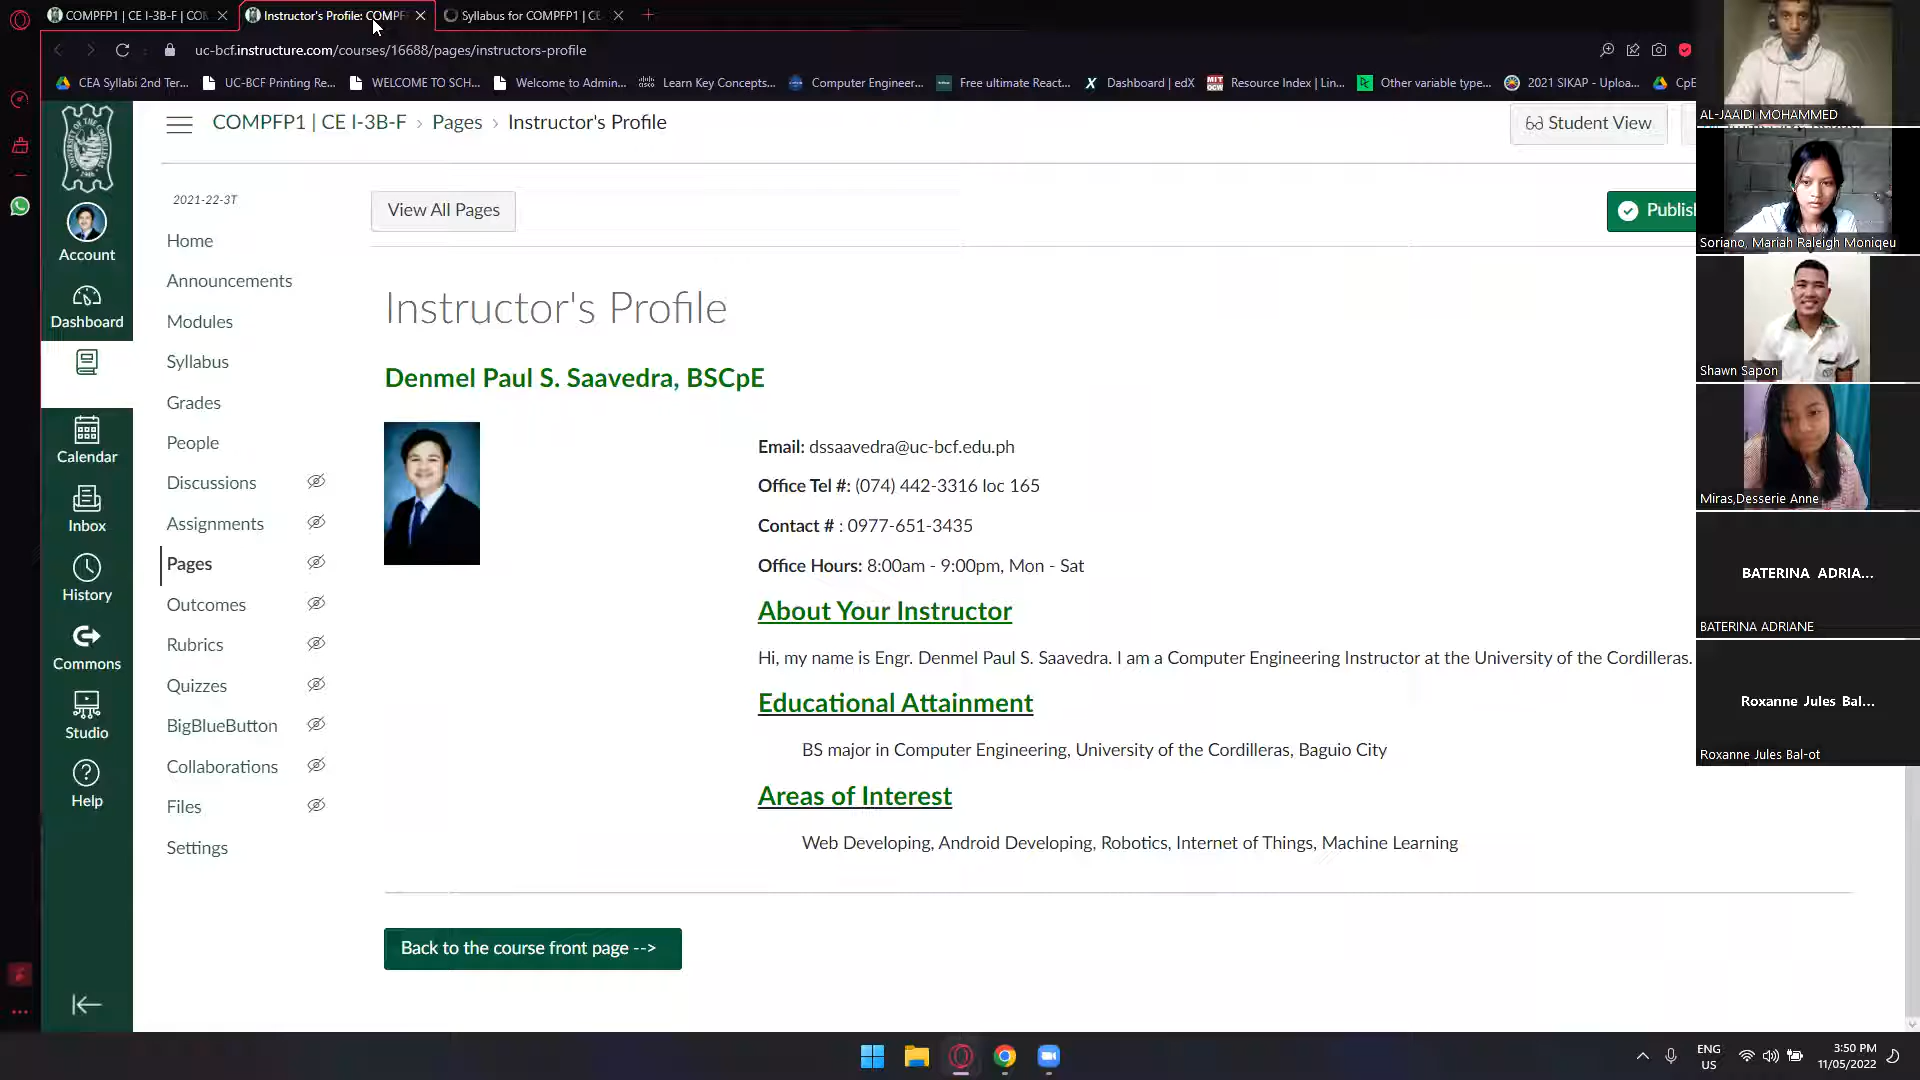 COMPFP1 | CE I-3B-F | CO
Instructor's Profile: COMPF
Syllabus for COMPFP1 | CE
uc-bcf.instructure.com/courses/16688/pages/instructors-profile
CEA Syllabi 2nd Ter...
UC-BCF Printing Re...
WELCOME TO SCH...
Welcome to Admin...
Learn Key Concepts...
Computer Engineer...
Free ultimate React...
Dashboard | edX
Resource Index | Lin...
Other variable type...
2021 SIKAP - Uploa...
CpE
COMPFP1 | CE I-3B-F › Pages › Instructor's Profile
Student View
Account
Dashboard
Calendar
Inbox
History
Commons
Studio
Help
2021-22-3T
Home
Announcements
Modules
Syllabus
Grades
People
Discussions
Assignments
Pages
Outcomes
Rubrics
Quizzes
BigBlueButton
Collaborations
Files
Settings
View All Pages
Publis
Instructor's Profile
Denmel Paul S. Saavedra, BSCpE
Email: dssaavedra@uc-bcf.edu.ph
Office Tel #: (074) 442-3316 loc 165
Contact # : 0977-651-3435
Office Hours: 8:00am - 9:00pm, Mon - Sat
About Your Instructor
Hi, my name is Engr. Denmel Paul S. Saavedra. I am a Computer Engineering Instructor at the University of the Cordilleras.
Educational Attainment
BS major in Computer Engineering, University of the Cordilleras, Baguio City
Areas of Interest
Web Developing, Android Developing, Robotics, Internet of Things, Machine Learning
Back to the course front page -->
AL-JAAIDI MOHAMMED
Soriano, Mariah Raleigh Moniqeu
Shawn Sapon
Miras,Desserie Anne
BATERINA ADRIA...
BATERINA ADRIANE
Roxanne Jules Bal...
Roxanne Jules Bal-ot
ENG
US
3:50 PM
11/05/2022